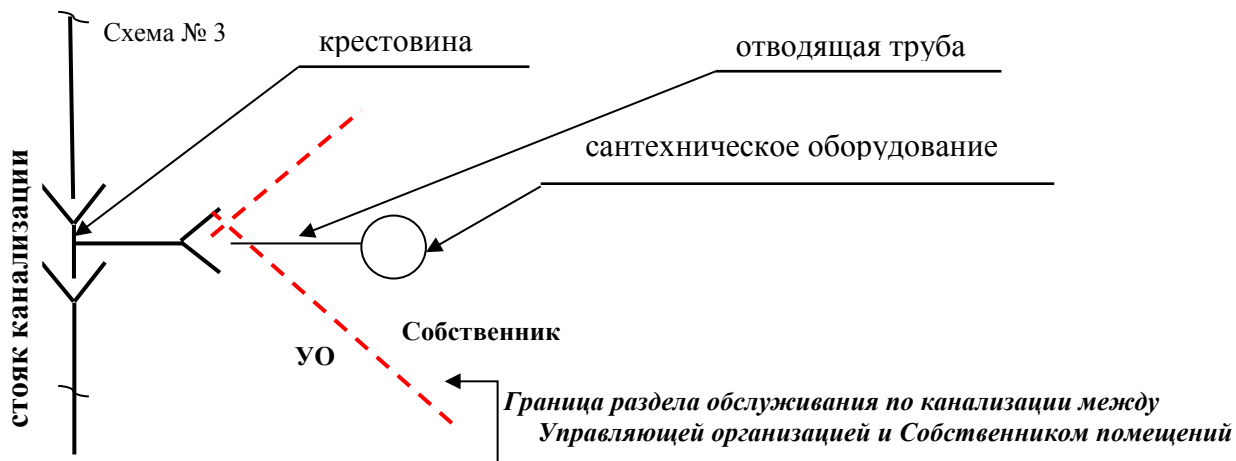 Схема № 3
крестовина
отводящая труба
сантехническое оборудование
стояк канализации
Собственник
УО
Граница раздела обслуживания по канализации между
Управляющей организацией и Собственником помещений